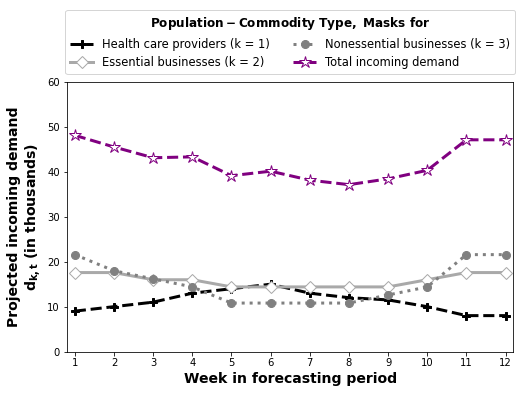 Population − Commodity Type, Masks for
Health care providers (k = 1)
Essential businesses (k = 2)
Nonessential businesses (k = 3)
Total incoming demand
Projected incoming demand
d_{k, t} (in thousands)
60
50
40
30
20
10
0
1 2 3 4 5 6 7 8 9 10 11 12
Week in forecasting period